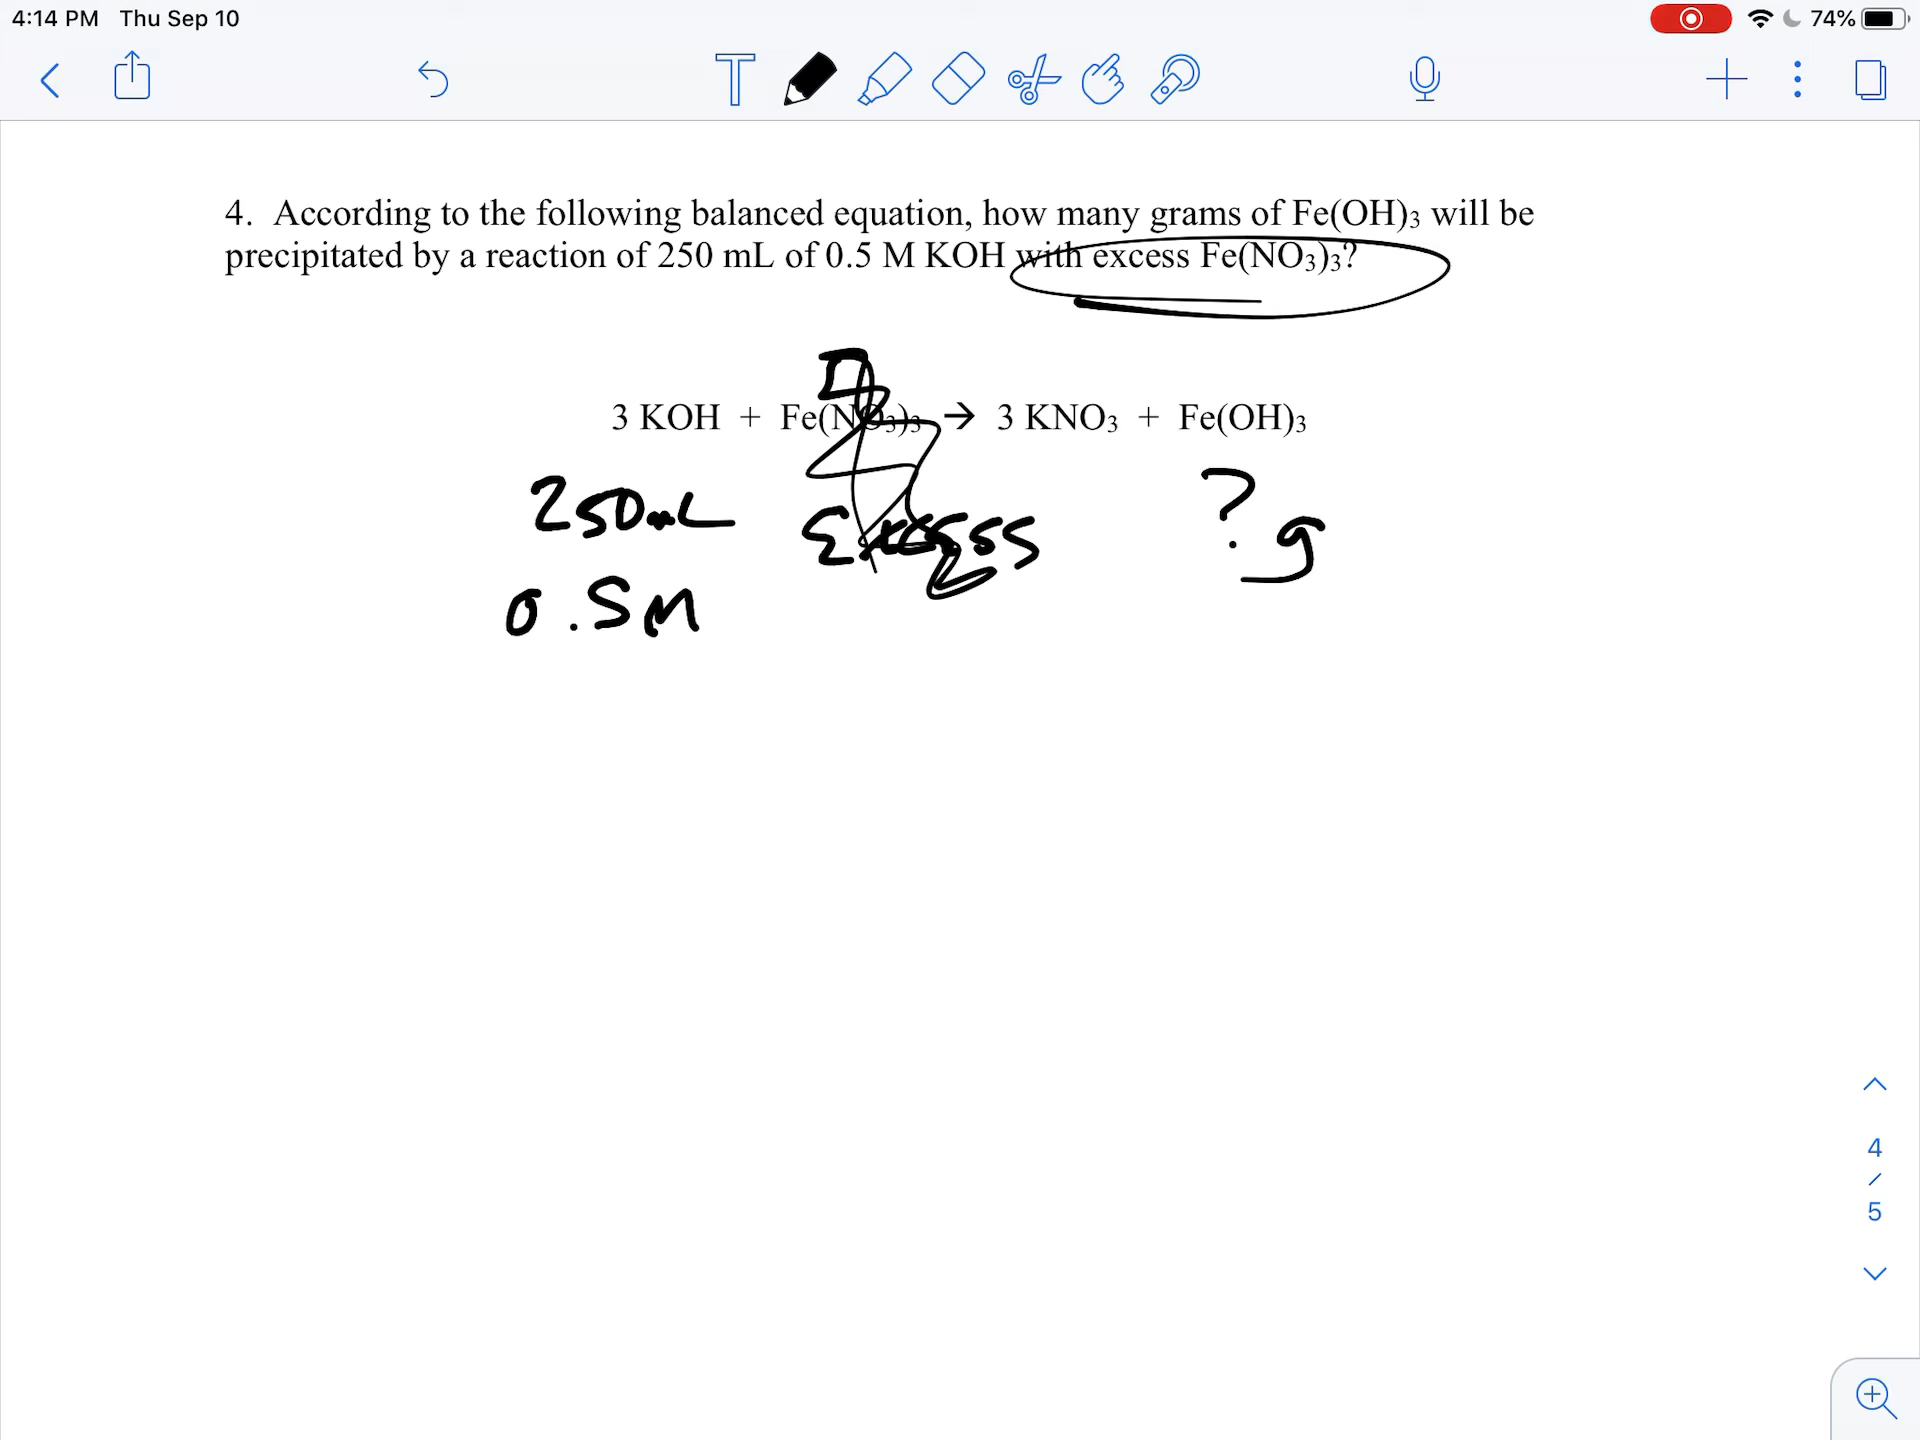 4:14 PM Thu Sep 10
74%
4. According to the following balanced equation, how many grams of Fe(OH)₃ will be
precipitated by a reaction of 250 mL of 0.5 M KOH with excess Fe(NO₃)₃?
3 KOH + Fe(NO₃)₃ → 3 KNO₃ + Fe(OH)₃
250mL Excess ? g
0.5M
4
/
5